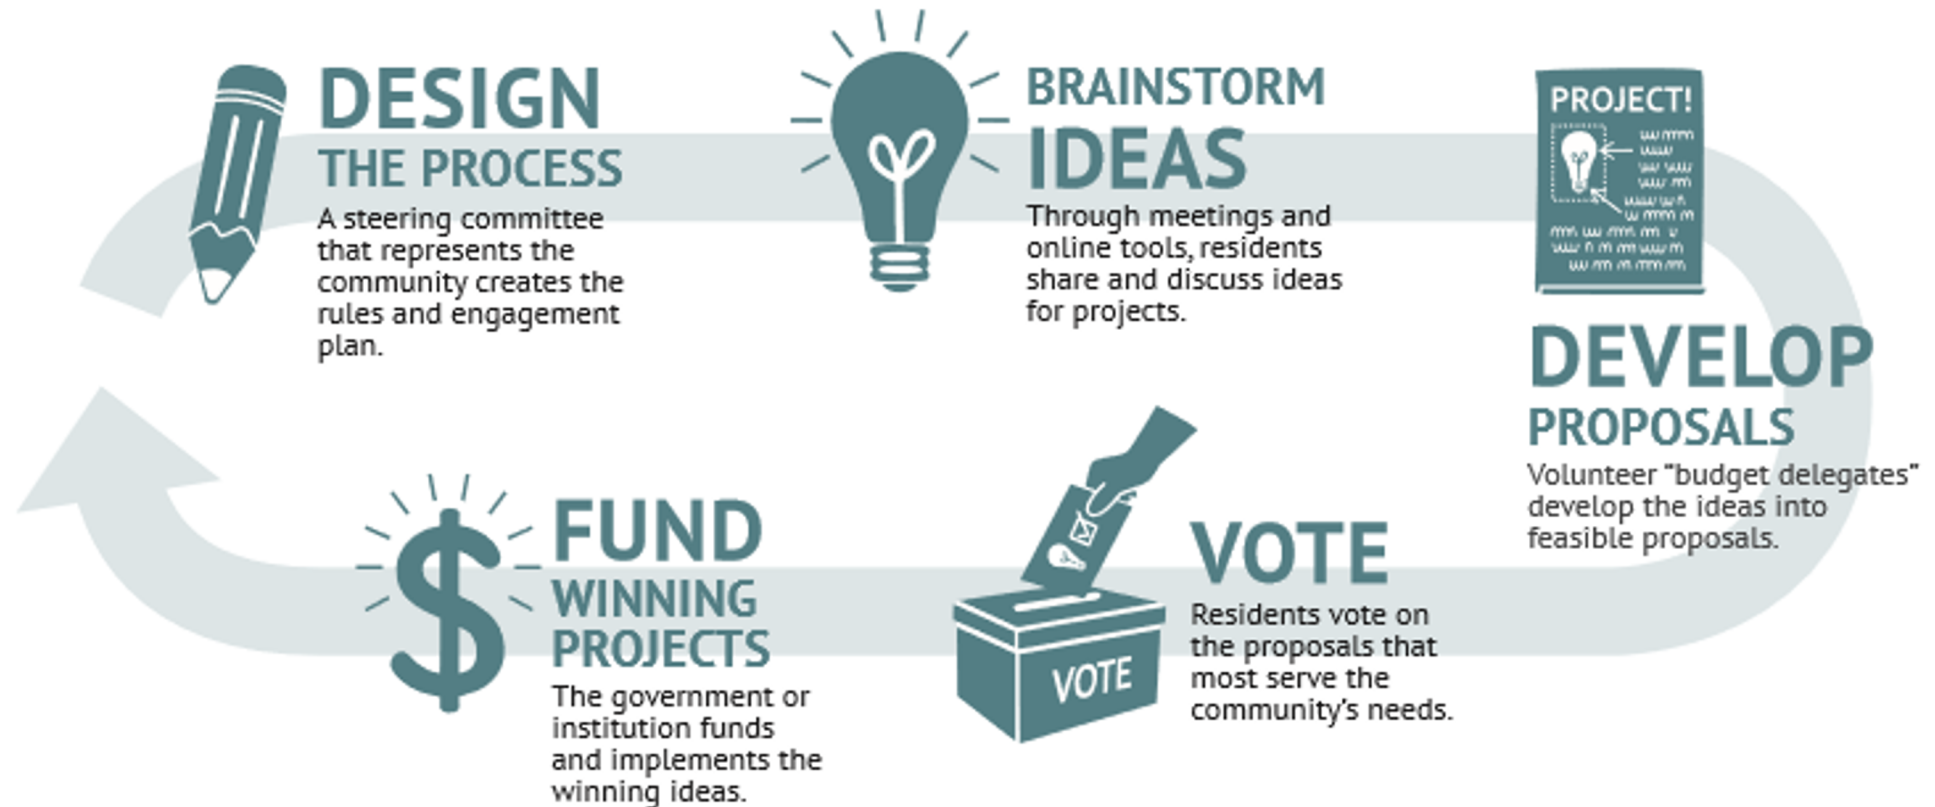 DESIGN
THE PROCESS
A steering committee
that represents the
community creates the
rules and engagement
plan.
BRAINSTORM
IDEAS
Through meetings and
online tools, residents
share and discuss ideas
for projects.
PROJECT!
DEVELOP
PROPOSALS
Volunteer “budget delegates”
develop the ideas into
feasible proposals.
VOTE
Residents vote on
the proposals that
most serve the
community’s needs.
VOTE
FUND
WINNING
PROJECTS
The government or
institution funds
and implements the
winning ideas.